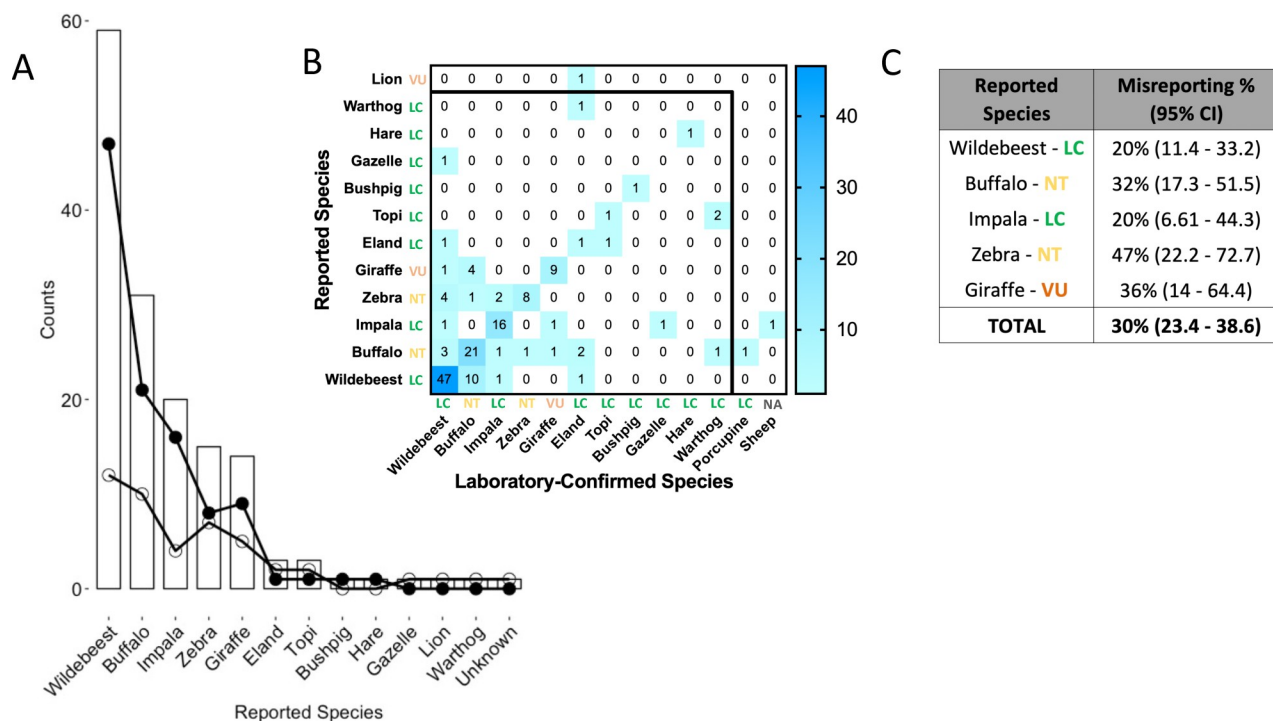 A
60
40
20
0
Counts
Wildebeest
Buffalo
Impala
Zebra
Giraffe
Eland
Topi
Bushpig
Hare
Gazelle
Lion
Warthog
Unknown
Reported Species
B
Reported Species
Lion VU 0 0 0 0 0 1 0 0 0 0 0 0 0
Warthog LC 0 0 0 0 0 1 0 0 0 0 0 0 0
Hare LC 0 0 0 0 0 0 0 0 0 1 0 0 0
Gazelle LC 1 0 0 0 0 0 0 0 0 0 0 0 0
Bushpig LC 0 0 0 0 0 0 0 1 0 0 0 0 0
Topi LC 0 0 0 0 0 0 1 0 0 0 2 0 0
Eland LC 1 0 0 0 0 1 1 0 0 0 0 0 0
Giraffe VU 1 4 0 0 9 0 0 0 0 0 0 0 0
Zebra NT 4 1 2 8 0 0 0 0 0 0 0 0 0
Impala LC 1 0 16 0 1 0 0 0 1 0 0 0 1
Buffalo NT 3 21 1 1 1 2 0 0 0 0 1 1 0
Wildebeest LC 47 10 1 0 0 1 0 0 0 0 0 0 0
LC NT LC NT VU LC LC LC LC LC LC LC NA
Wildebeest
Buffalo
Impala
Zebra
Giraffe
Eland
Topi
Bushpig
Gazelle
Hare
Warthog
Porcupine
Sheep
Laboratory-Confirmed Species
40
30
20
10
C
Reported Species Misreporting % (95% CI)
Wildebeest - LC 20% (11.4 - 33.2)
Buffalo - NT 32% (17.3 - 51.5)
Impala - LC 20% (6.61 - 44.3)
Zebra - NT 47% (22.2 - 72.7)
Giraffe - VU 36% (14 - 64.4)
TOTAL 30% (23.4 - 38.6)